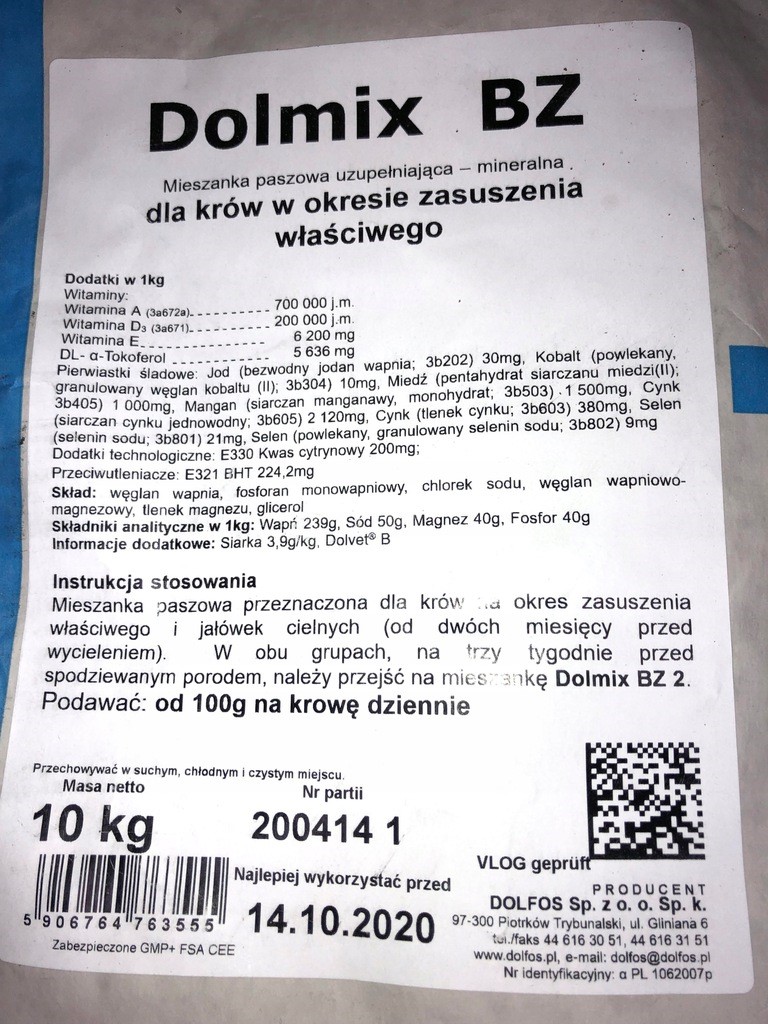 Dolmix BZ
Mieszanka paszowa uzupełniająca – mineralna
dla krów w okresie zasuszenia
właściwego
Dodatki w 1kg
Witaminy:
Witamina A (3a672a) 700 000 j.m.
Witamina D3 (3a671) 200 000 j.m.
Witamina E 6 200 mg
DL- α-Tokoferol 5 636 mg
Pierwiastki śladowe: Jod (bezwodny jodan wapnia; 3b202) 30mg, Kobalt (powlekany,
granulowany węglan kobaltu (II); 3b304) 10mg, Miedź (pentahydrat siarczanu miedzi(II);
3b405) 1 000mg, Mangan (siarczan manganawy, monohydrat; 3b503) 1 500mg, Cynk
(siarczan cynku jednowodny; 3b605) 2 120mg, Cynk (tlenek cynku; 3b603) 380mg, Selen
(selenin sodu; 3b801) 21mg, Selen (powlekany, granulowany selenin sodu; 3b802) 9mg
Dodatki technologiczne: E330 Kwas cytrynowy 200mg;
Przeciwutleniacze: E321 BHT 224,2mg
Skład: węglan wapnia, fosforan monowapniowy, chlorek sodu, węglan wapniowo-
magnezowy, tlenek magnezu, glicerol
Składniki analityczne w 1kg: Wapń 239g, Sód 50g, Magnez 40g, Fosfor 40g
Informacje dodatkowe: Siarka 3,9g/kg, Dolvet® B
Instrukcja stosowania
Mieszanka paszowa przeznaczona dla krów na okres zasuszenia
właściwego i jałówek cielnych (od dwóch miesięcy przed
wycieleniem). W obu grupach, na trzy tygodnie przed
spodziewanym porodem, należy przejść na mieszankę Dolmix BZ 2.
Podawać: od 100g na krowę dziennie
Przechowywać w suchym, chłodnym i czystym miejscu.
Masa netto
10 kg
Nr partii
200414 1
VLOG geprüft
Najlepiej wykorzystać przed
14.10.2020
5 906764 763555
Zabezpieczone GMP+ FSA CEE
PRODUCENT
DOLFOS Sp. z o. o. Sp. k.
97-300 Piotrków Trybunalski, ul. Gliniana 6
tel./faks 44 616 30 51, 44 616 31 51
www.dolfos.pl, e-mail: dolfos@dolfos.pl
Nr identyfikacyjny: α PL 1062007p